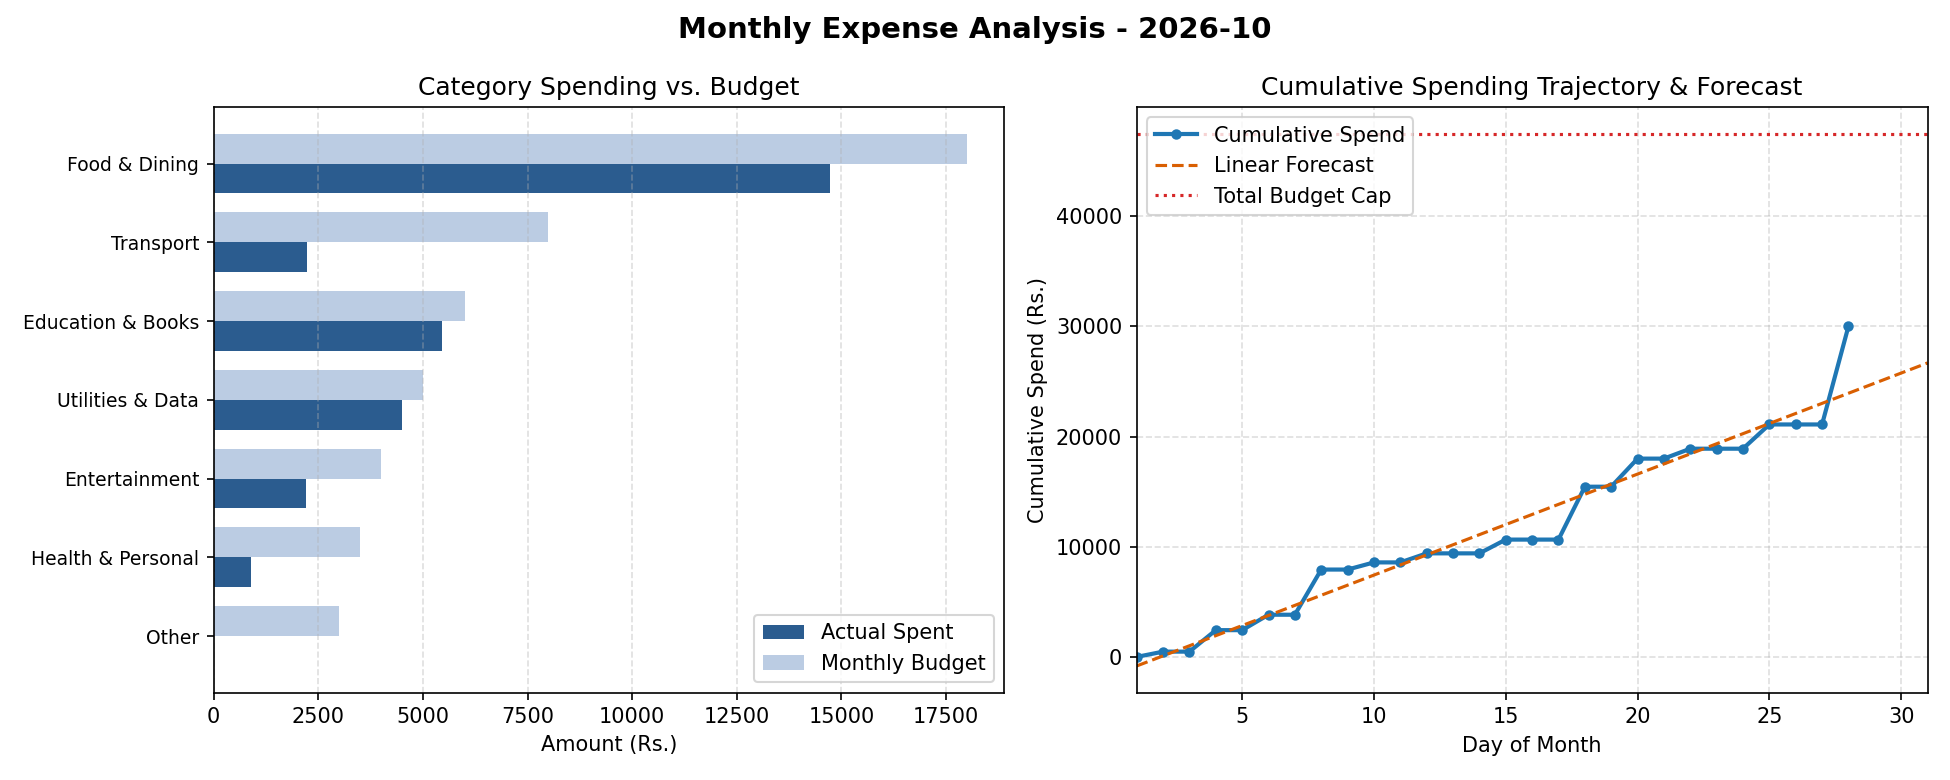 Monthly Expense Analysis - 2026-10
Category Spending vs. Budget
Food & Dining
Transport
Education & Books
Utilities & Data
Entertainment
Health & Personal
Other
Actual Spent
Monthly Budget
0 2500 5000 7500 10000 12500 15000 17500
Amount (Rs.)
Cumulative Spending Trajectory & Forecast
Cumulative Spend
Linear Forecast
Total Budget Cap
Cumulative Spend (Rs.)
40000
30000
20000
10000
0
5 10 15 20 25 30
Day of Month